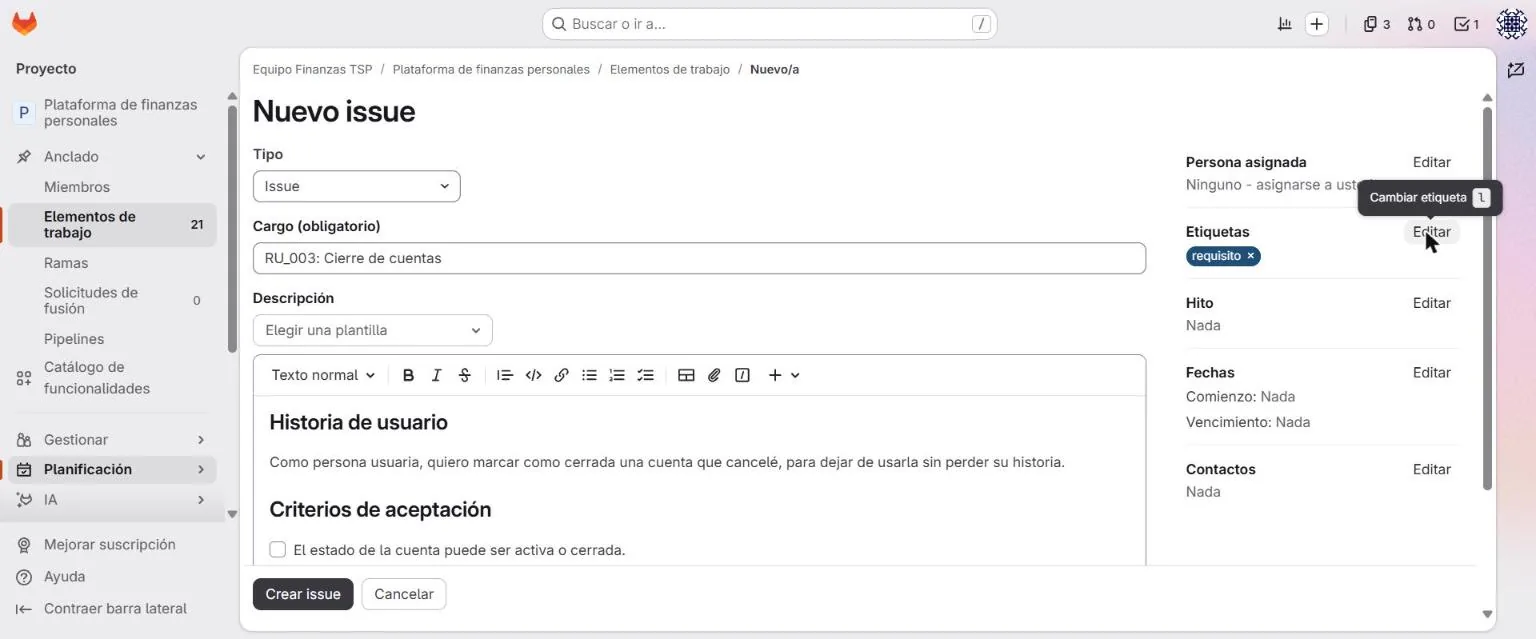 Buscar o ir a...
/
3
0
1
Proyecto
P
Plataforma de finanzas
personales
Anclado
Miembros
Elementos de
trabajo
21
Ramas
Solicitudes de
fusión
0
Pipelines
Catálogo de
funcionalidades
Gestionar
Planificación
IA
Mejorar suscripción
Ayuda
Contraer barra lateral
Equipo Finanzas TSP / Plataforma de finanzas personales / Elementos de trabajo / Nuevo/a
Nuevo issue
Tipo
Issue
Cargo (obligatorio)
RU_003: Cierre de cuentas
Descripción
Elegir una plantilla
Texto normal
Historia de usuario
Como persona usuaria, quiero marcar como cerrada una cuenta que cancelé, para dejar de usarla sin perder su historia.
Criterios de aceptación
El estado de la cuenta puede ser activa o cerrada.
Crear issue
Cancelar
Persona asignada
Editar
Ninguno - asignarse a
Cambiar etiqueta l
Etiquetas
Editar
requisito ×
Hito
Editar
Nada
Fechas
Editar
Comienzo: Nada
Vencimiento: Nada
Contactos
Editar
Nada